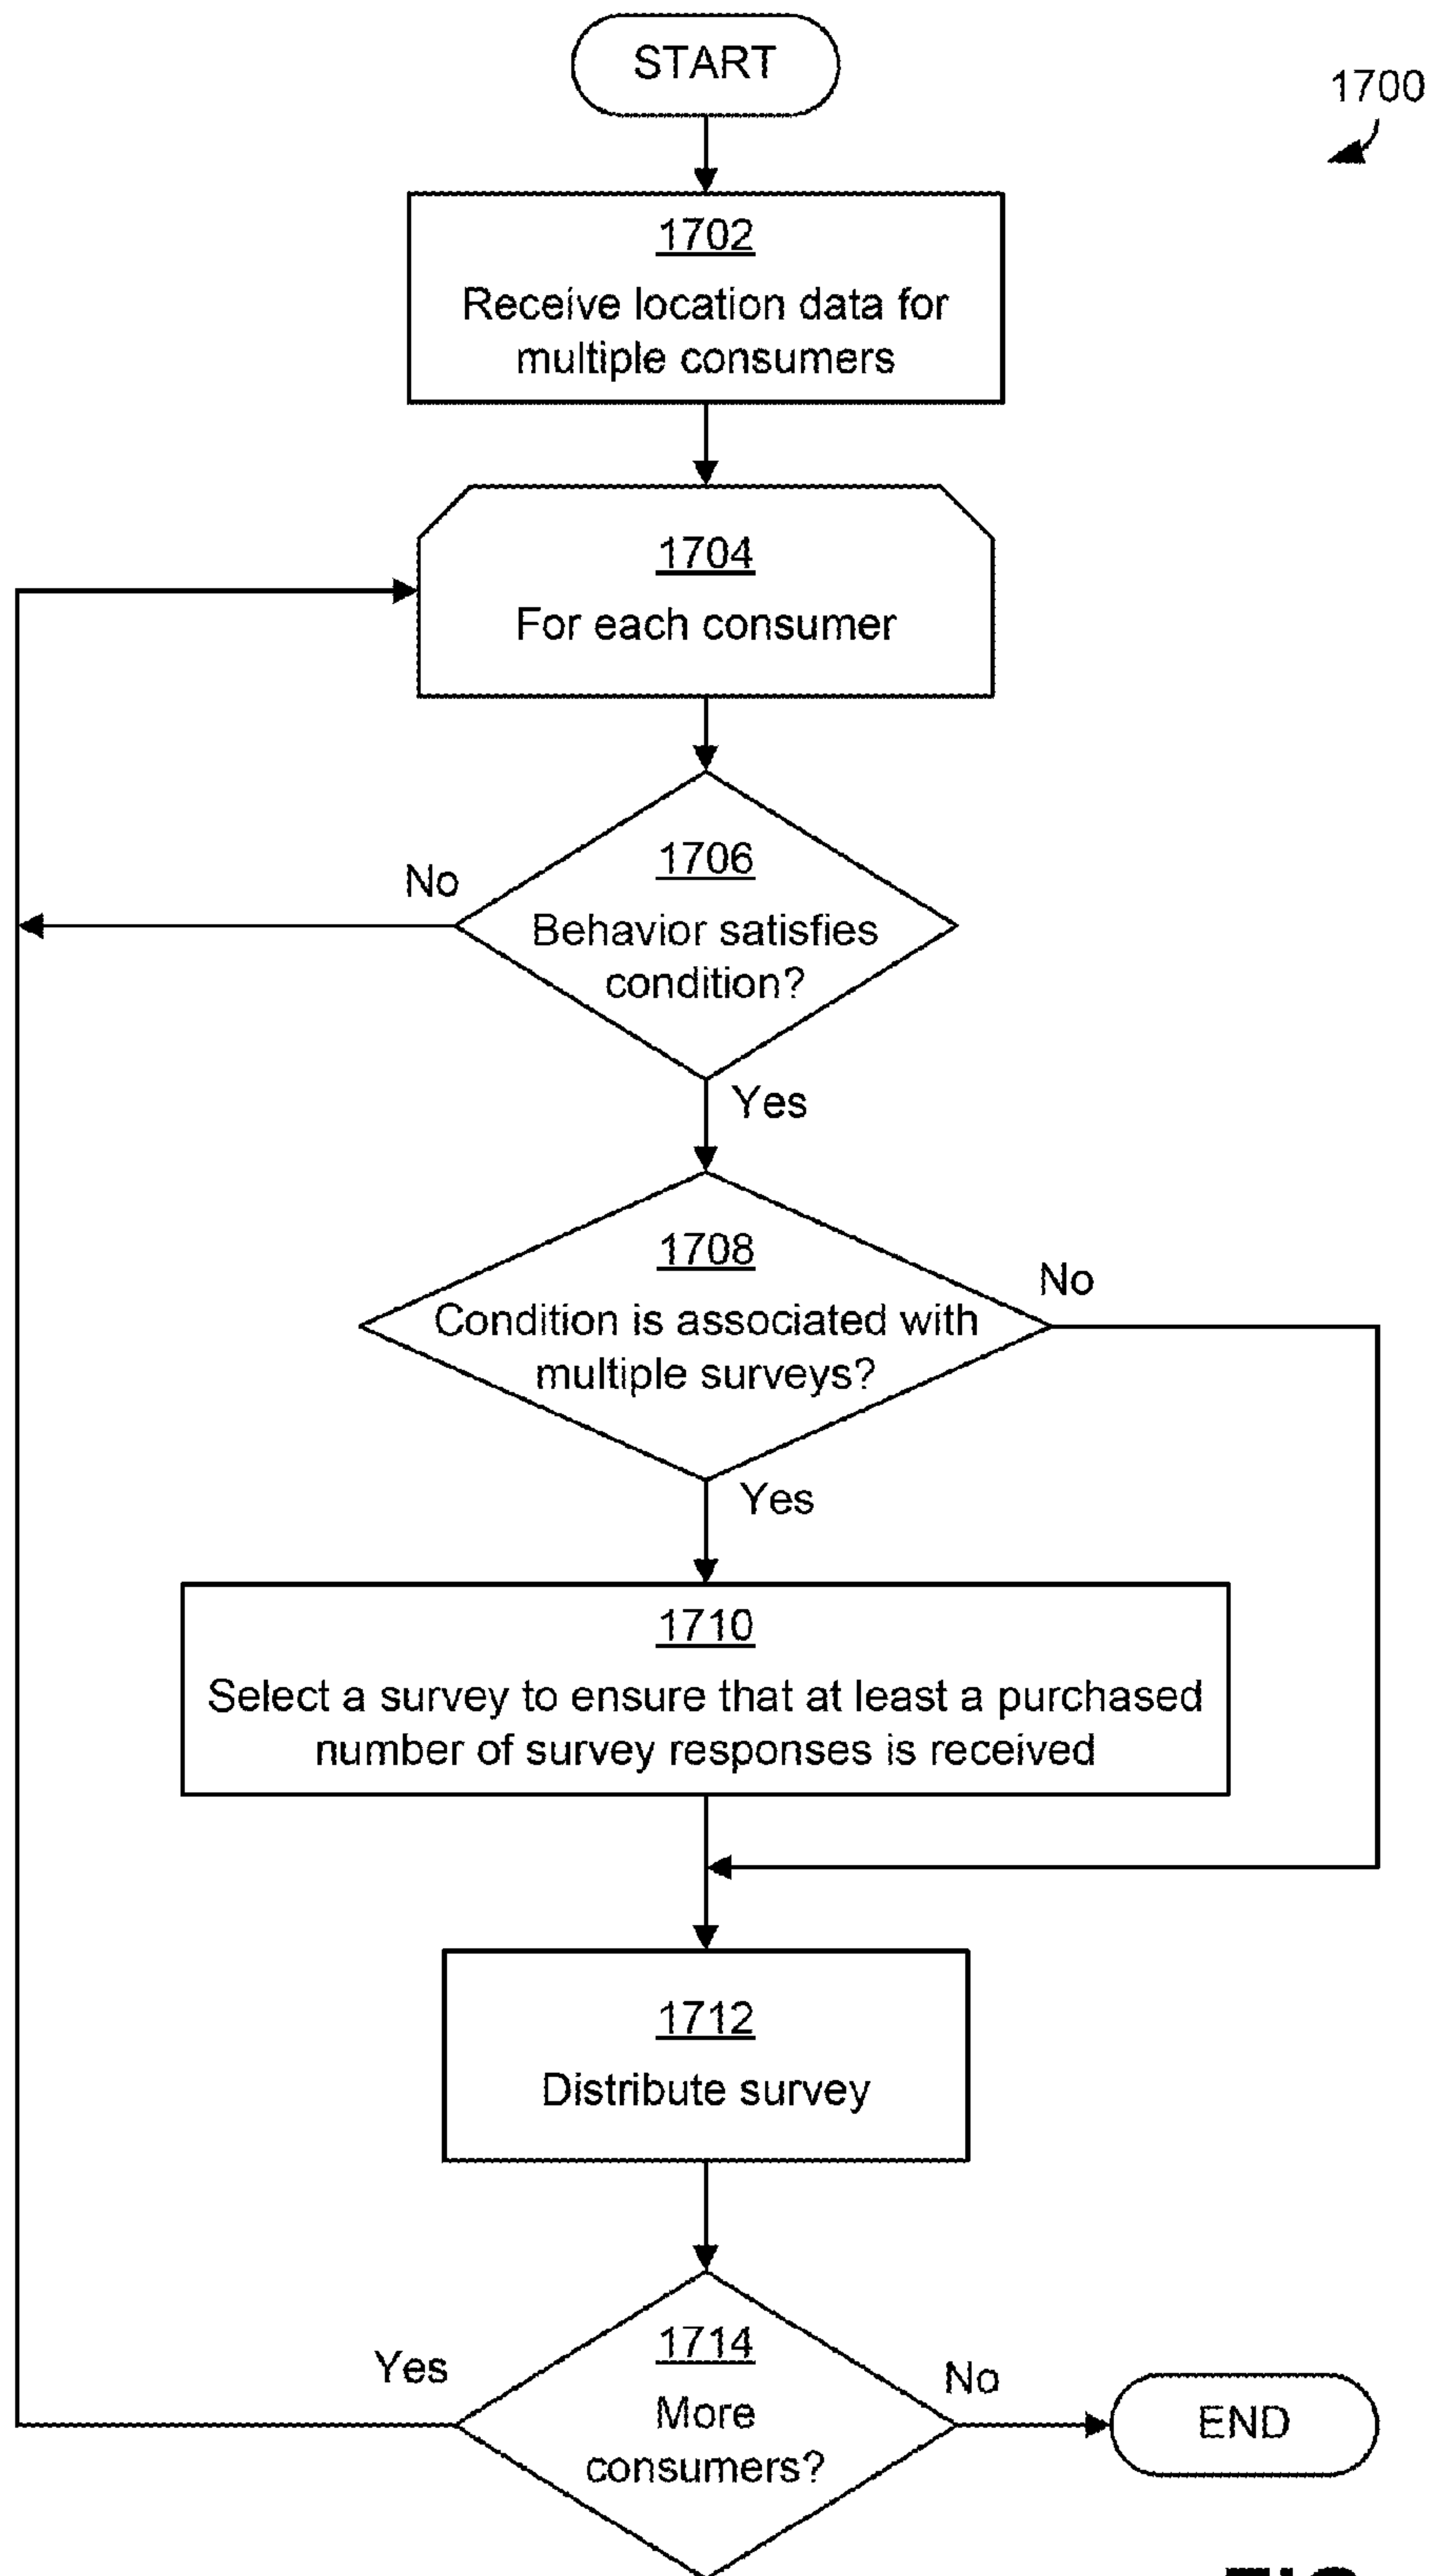 START
1700
1702
Receive location data for
multiple consumers
1704
For each consumer
1706
Behavior satisfies
condition?
No
Yes
1708
Condition is associated with
multiple surveys?
No
Yes
1710
Select a survey to ensure that at least a purchased
number of survey responses is received
1712
Distribute survey
1714
More
consumers?
Yes
No
END